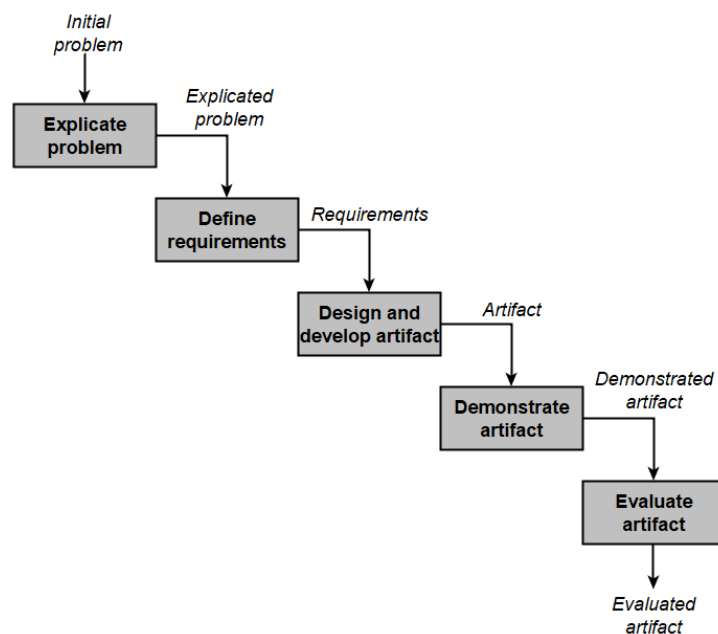 Initial
problem
Explicate
problem
Explicated
problem
Define
requirements
Requirements
Design and
develop artifact
Artifact
Demonstrate
artifact
Demonstrated
artifact
Evaluate
artifact
Evaluated
artifact